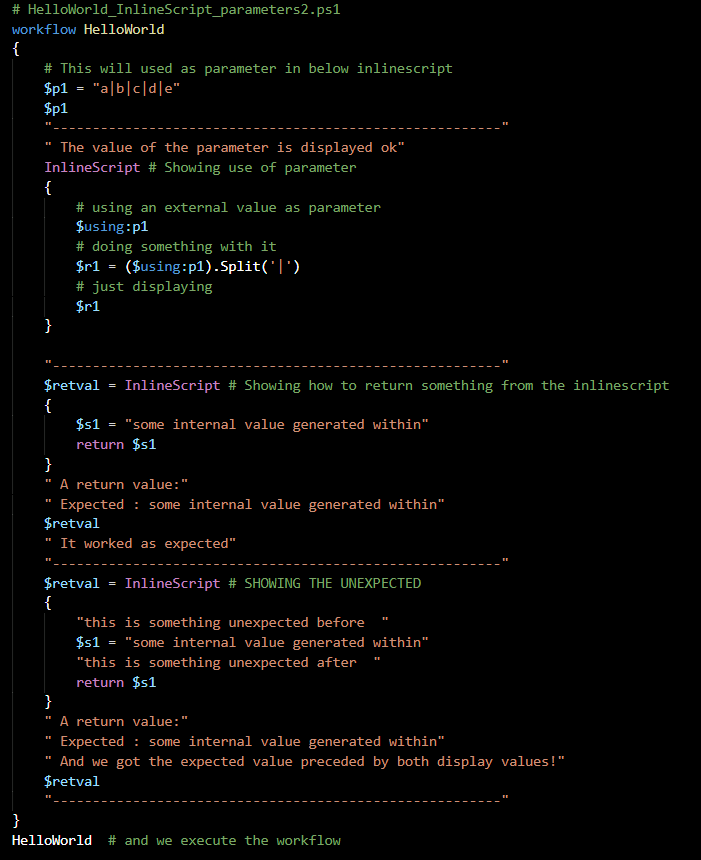 # HelloWorld_InlineScript_parameters2.ps1
workflow HelloWorld
{
    # This will used as parameter in below inlinescript
    $p1 = "a|b|c|d|e"
    $p1
    "--------------------------------------------------------"
    " The value of the parameter is displayed ok"
    InlineScript # Showing use of parameter
    {
        # using an external value as parameter
        $using:p1
        # doing something with it
        $r1 = ($using:p1).Split('|')
        # just displaying
        $r1
    }

    "--------------------------------------------------------"
    $retval = InlineScript # Showing how to return something from the inlinescript
    {
        $s1 = "some internal value generated within"
        return $s1
    }
    " A return value:"
    " Expected : some internal value generated within"
    $retval
    " It worked as expected"
    "--------------------------------------------------------"
    $retval = InlineScript # SHOWING THE UNEXPECTED
    {
        "this is something unexpected before  "
        $s1 = "some internal value generated within"
        "this is something unexpected after  "
        return $s1
    }
    " A return value:"
    " Expected : some internal value generated within"
    " And we got the expected value preceded by both display values!"
    $retval
    "--------------------------------------------------------"
}
HelloWorld  # and we execute the workflow